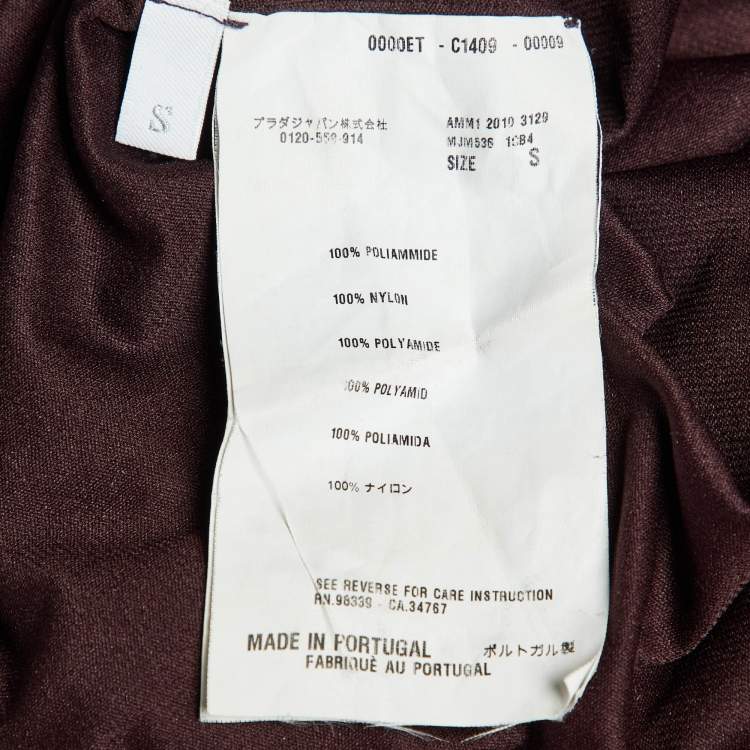 S
0000ET - C1409 - 00009
プラダジャパン株式会社
0120-559-914
AMM1 2010 3129
MJM536 1SB4
SIZE S
100% POLIAMMIDE
100% NYLON
100% POLYAMIDE
100% POLYAMID
100% POLIAMIDA
100% ナイロン
SEE REVERSE FOR CARE INSTRUCTION
RN.98339 - CA.34767
MADE IN PORTUGAL
ポルトガル製
FABRIQUÈ AU PORTUGAL